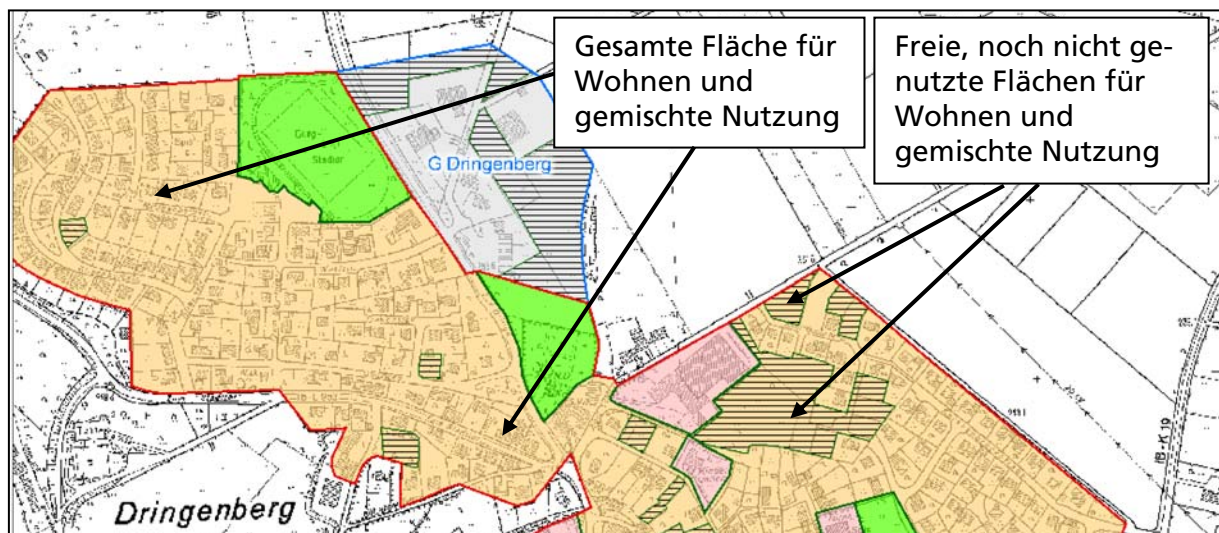 Gesamte Fläche für
Wohnen und
gemischte Nutzung
Freie, noch nicht ge-
nutzte Flächen für
Wohnen und
gemischte Nutzung
G Dringenberg
Dringenberg